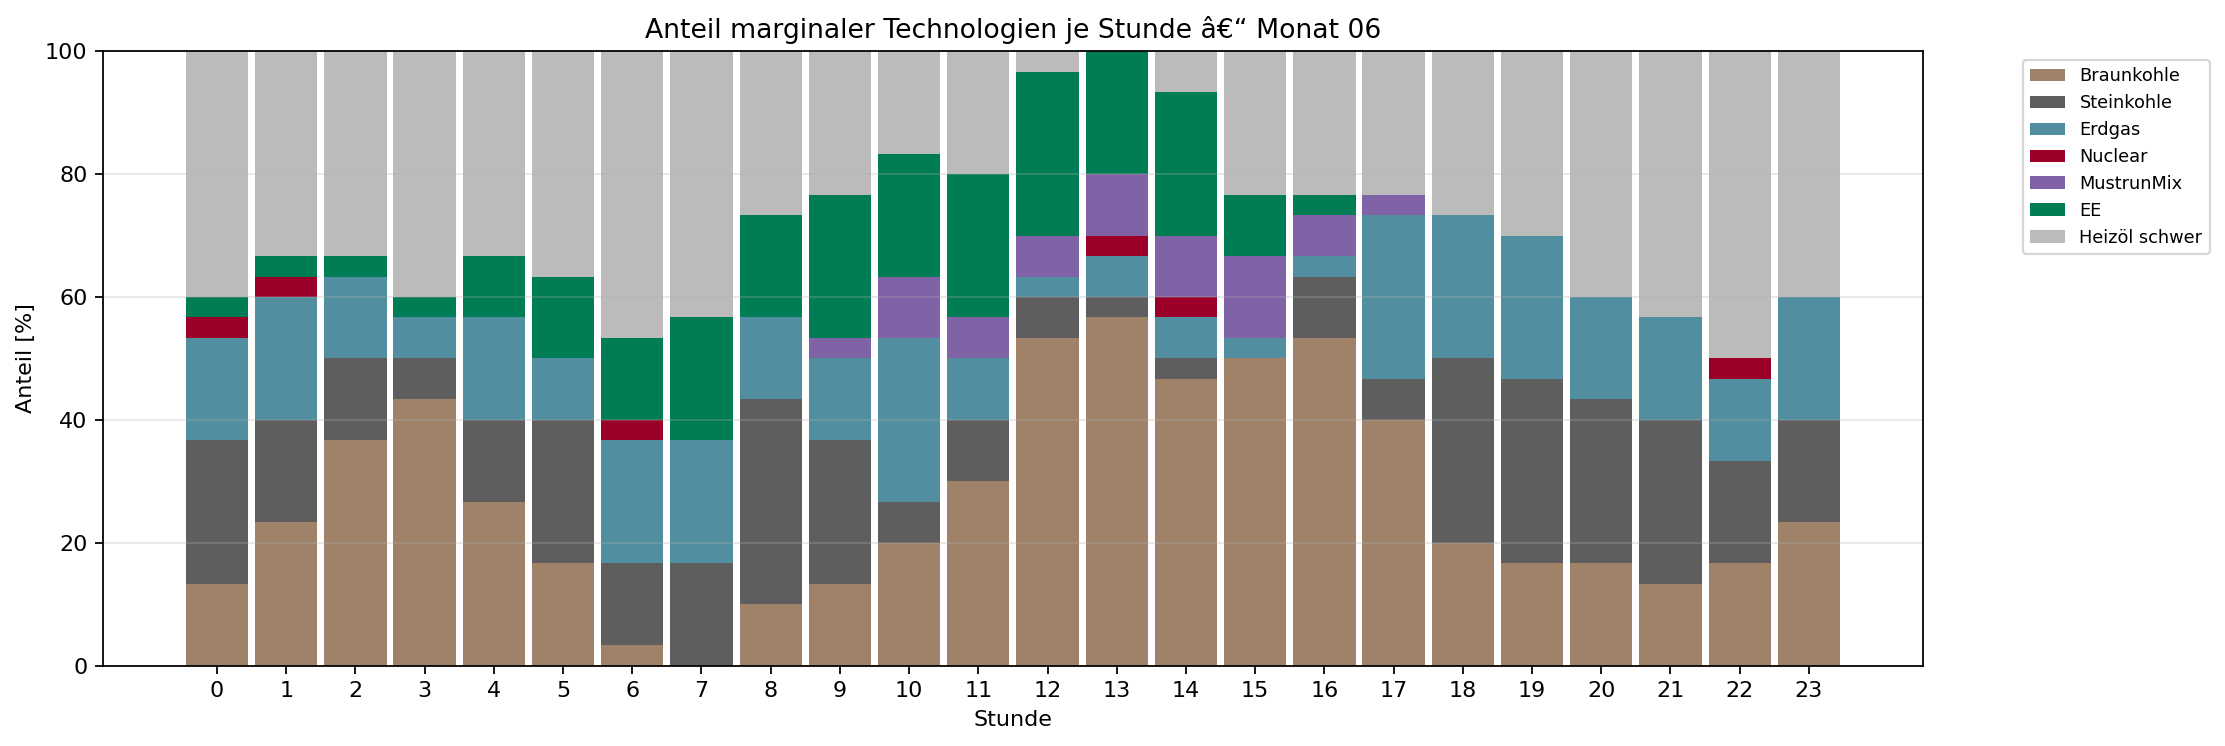 Anteil marginaler Technologien je Stunde â€“ Monat 06
100
80
60
40
20
0
Anteil [%]
0 1 2 3 4 5 6 7 8 9 10 11 12 13 14 15 16 17 18 19 20 21 22 23
Stunde
Braunkohle
Steinkohle
Erdgas
Nuclear
MustrunMix
EE
Heizöl schwer